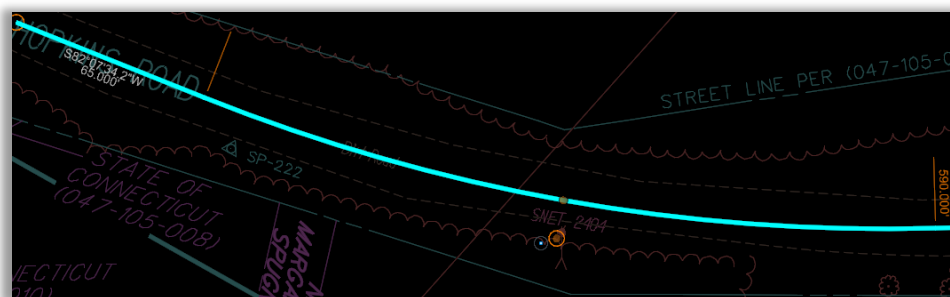 HOPKINS ROAD
S82°07'34.2"W
65.000'
STREET LINE PER (047-105-0
SP-222
STATE OF
CONNECTICUT
(047-105-008)
SNET 2404
590.000'
MARGA
SPUG
NECTICUT
010)